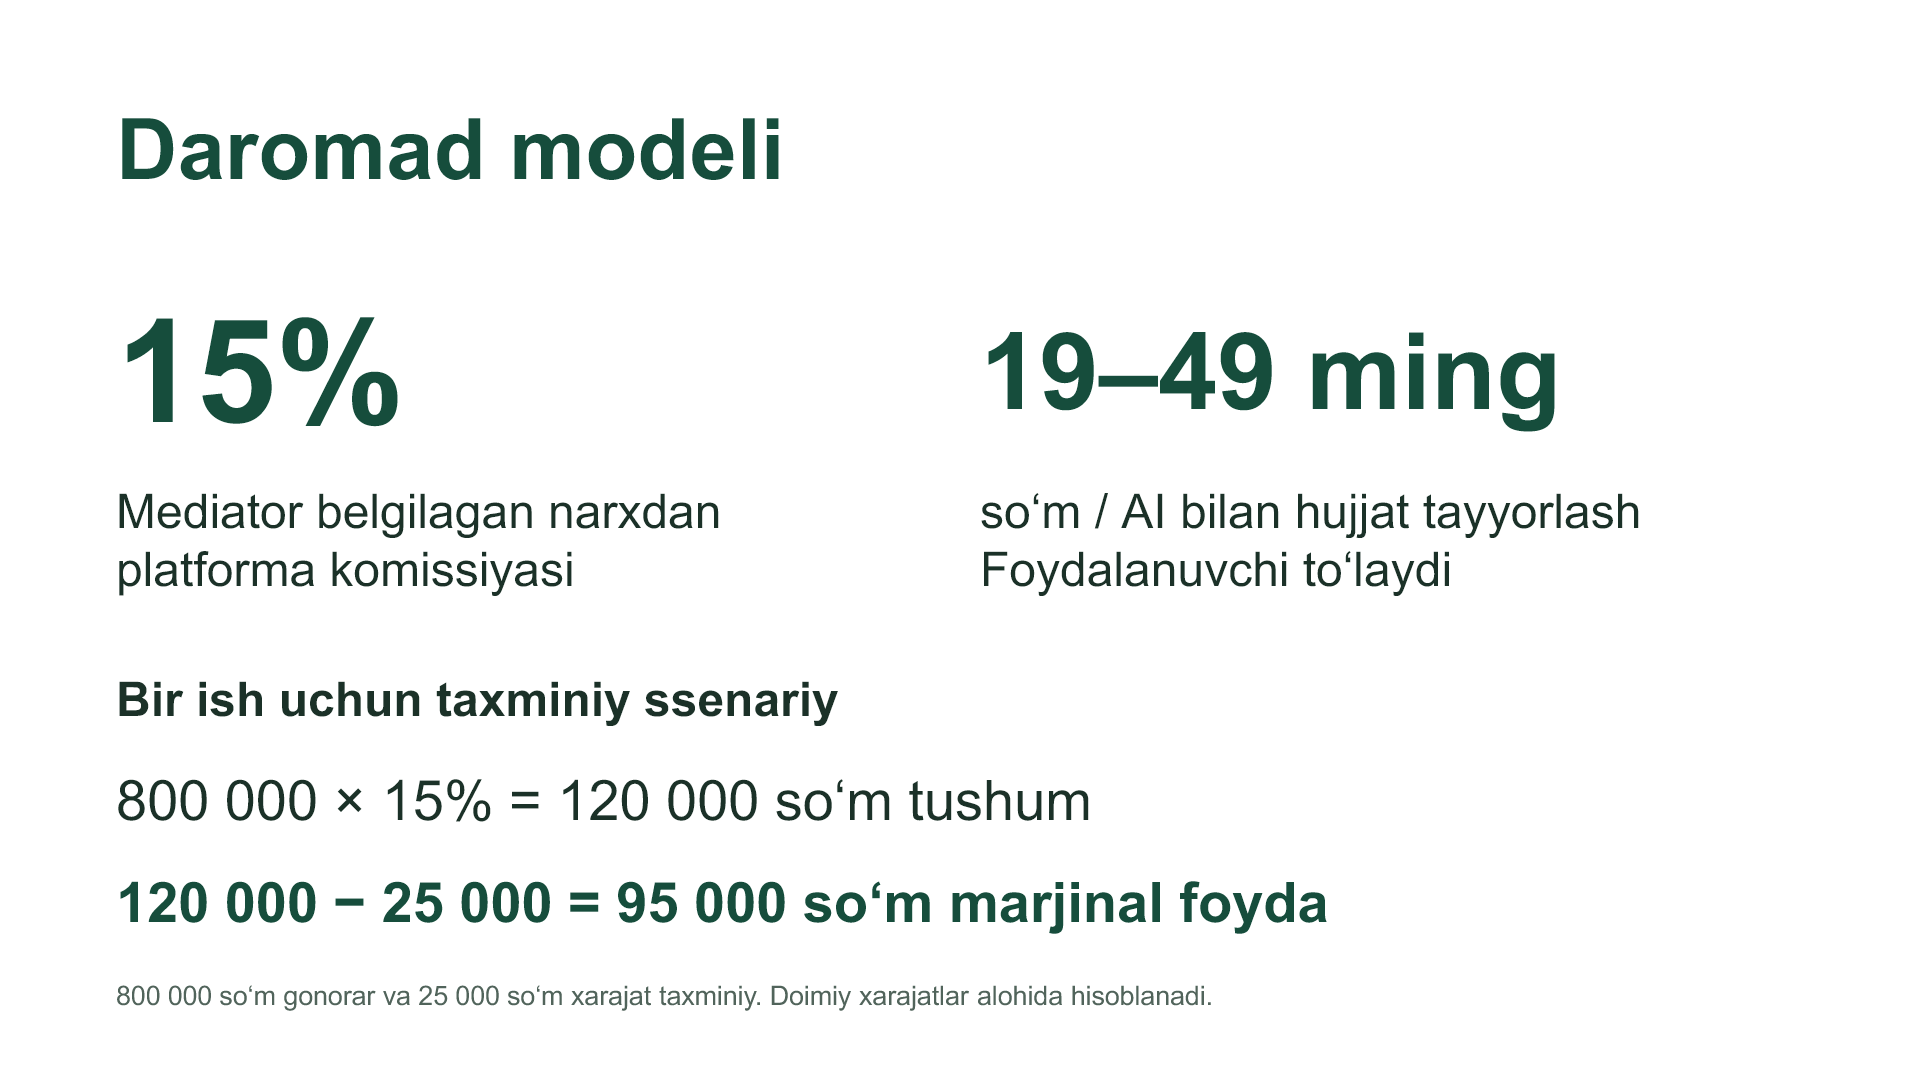 Daromad modeli
15%
Mediator belgilagan narxdan
platforma komissiyasi
19–49 ming
so‘m / AI bilan hujjat tayyorlash
Foydalanuvchi to‘laydi
Bir ish uchun taxminiy ssenariy
800 000 × 15% = 120 000 so‘m tushum
120 000 − 25 000 = 95 000 so‘m marjinal foyda
800 000 so‘m gonorar va 25 000 so‘m xarajat taxminiy. Doimiy xarajatlar alohida hisoblanadi.